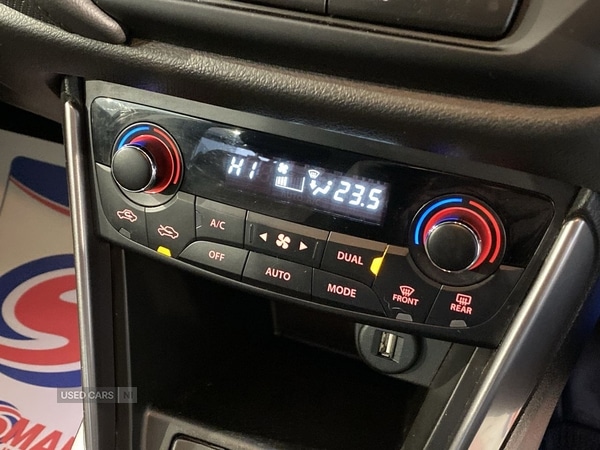 HI 23.5
A/C
OFF
AUTO
DUAL
MODE
FRONT
REAR
USED CARS NI